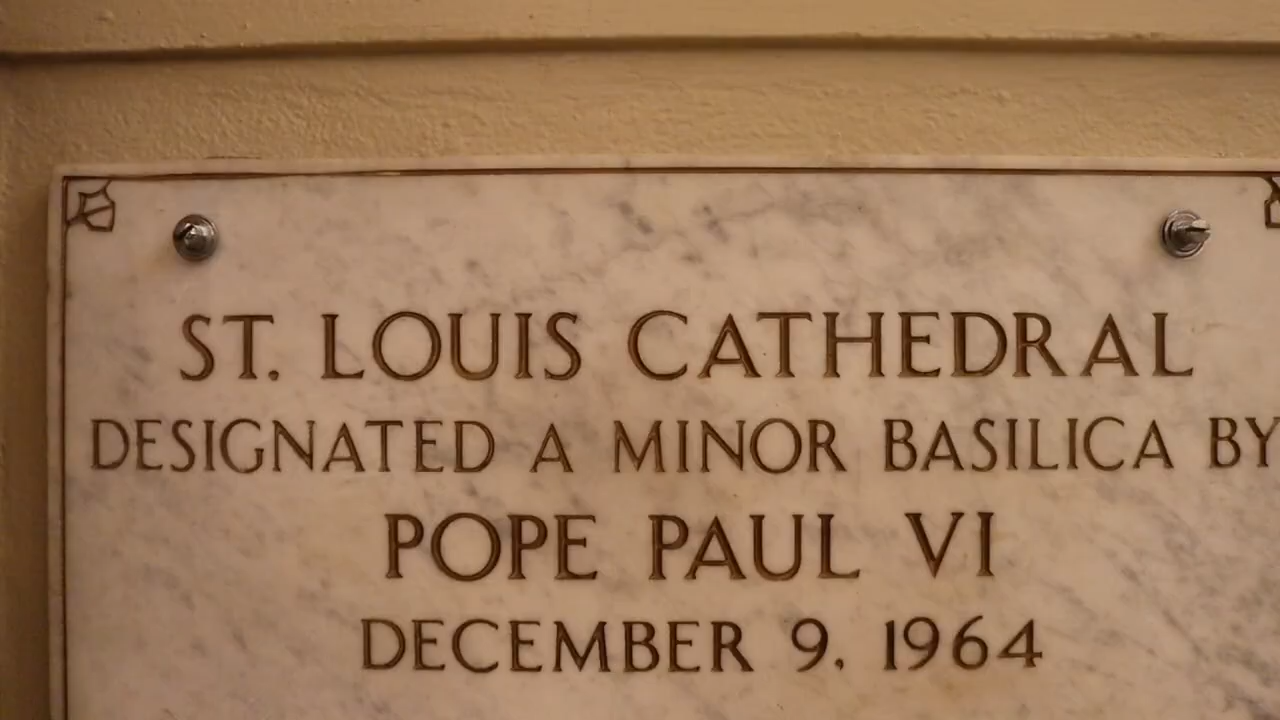 ST. LOUIS CATHEDRAL
DESIGNATED A MINOR BASILICA BY
POPE PAUL VI
DECEMBER 9, 1964